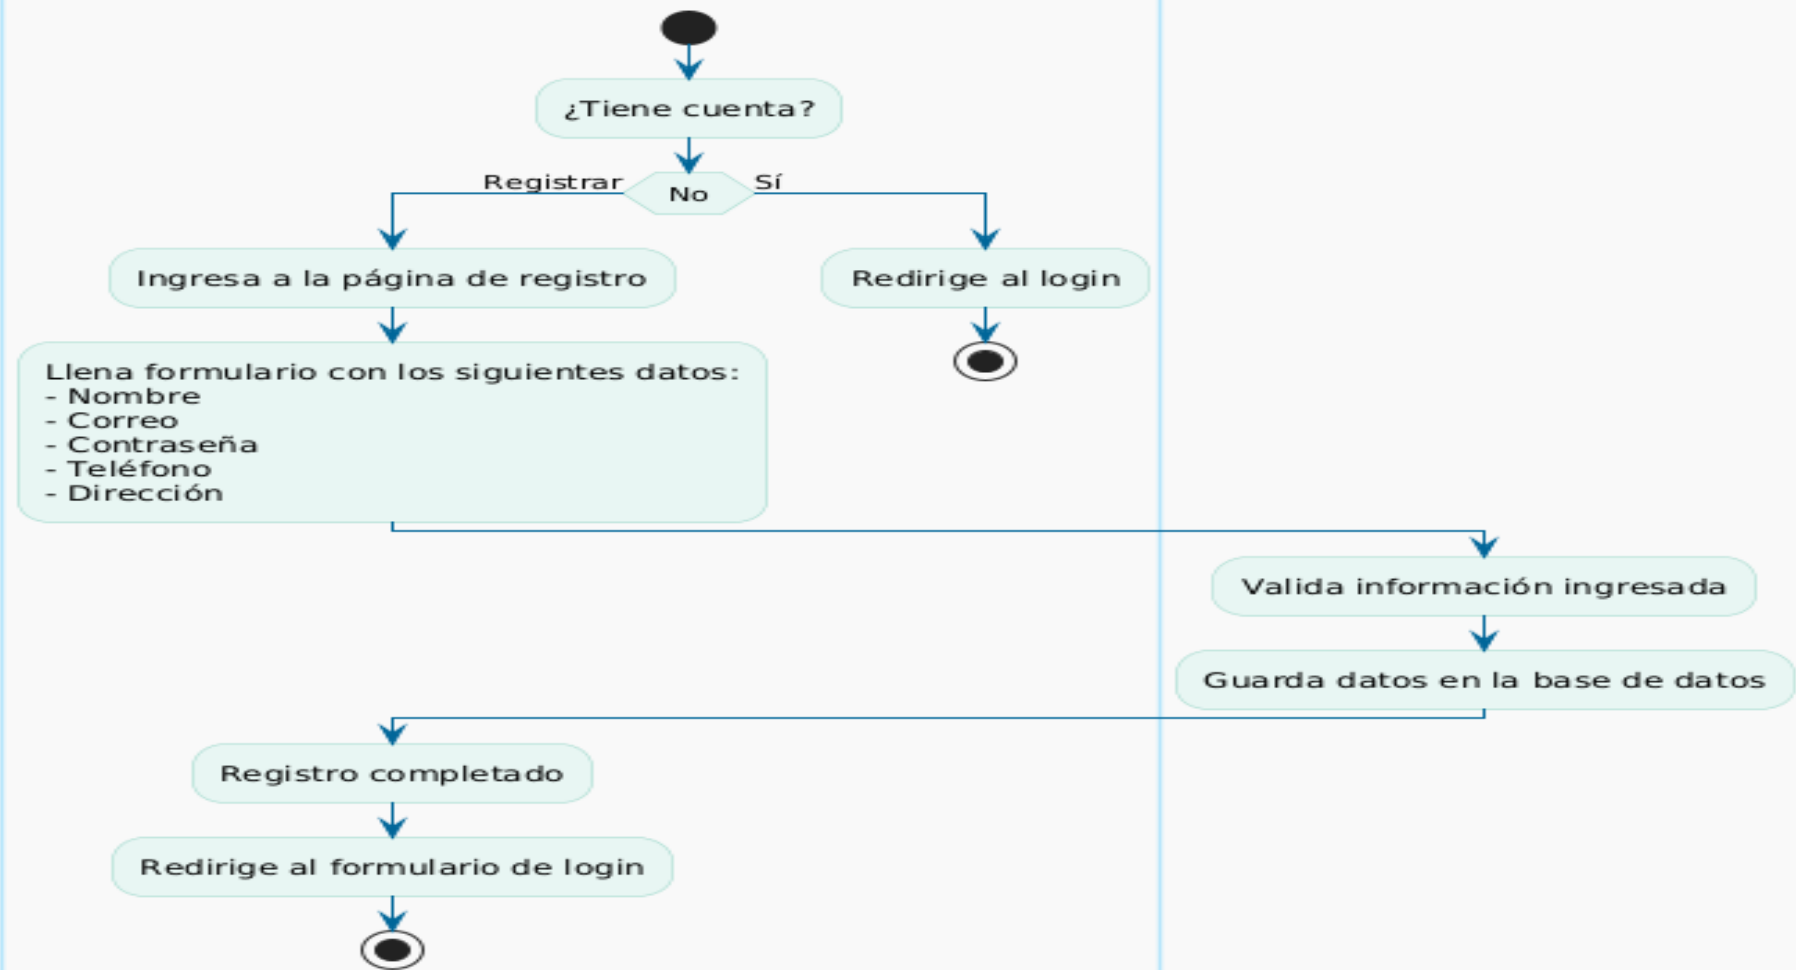 ¿Tiene cuenta?
Registrar
No
Sí
Ingresa a la página de registro
Redirige al login
Llena formulario con los siguientes datos:
- Nombre
- Correo
- Contraseña
- Teléfono
- Dirección
Valida información ingresada
Guarda datos en la base de datos
Registro completado
Redirige al formulario de login